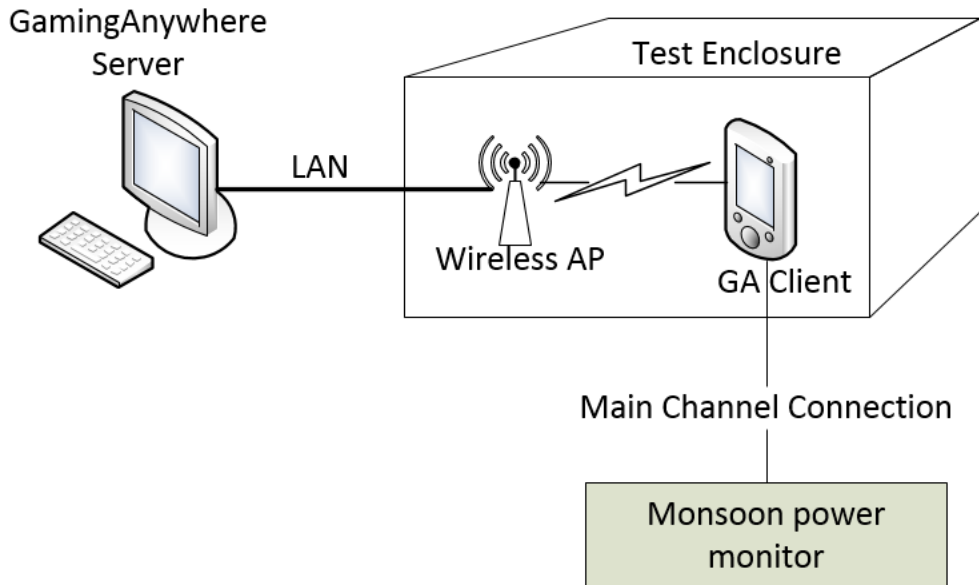 GamingAnywhere
Server
Test Enclosure
LAN
Wireless AP
GA Client
Main Channel Connection
Monsoon power
monitor